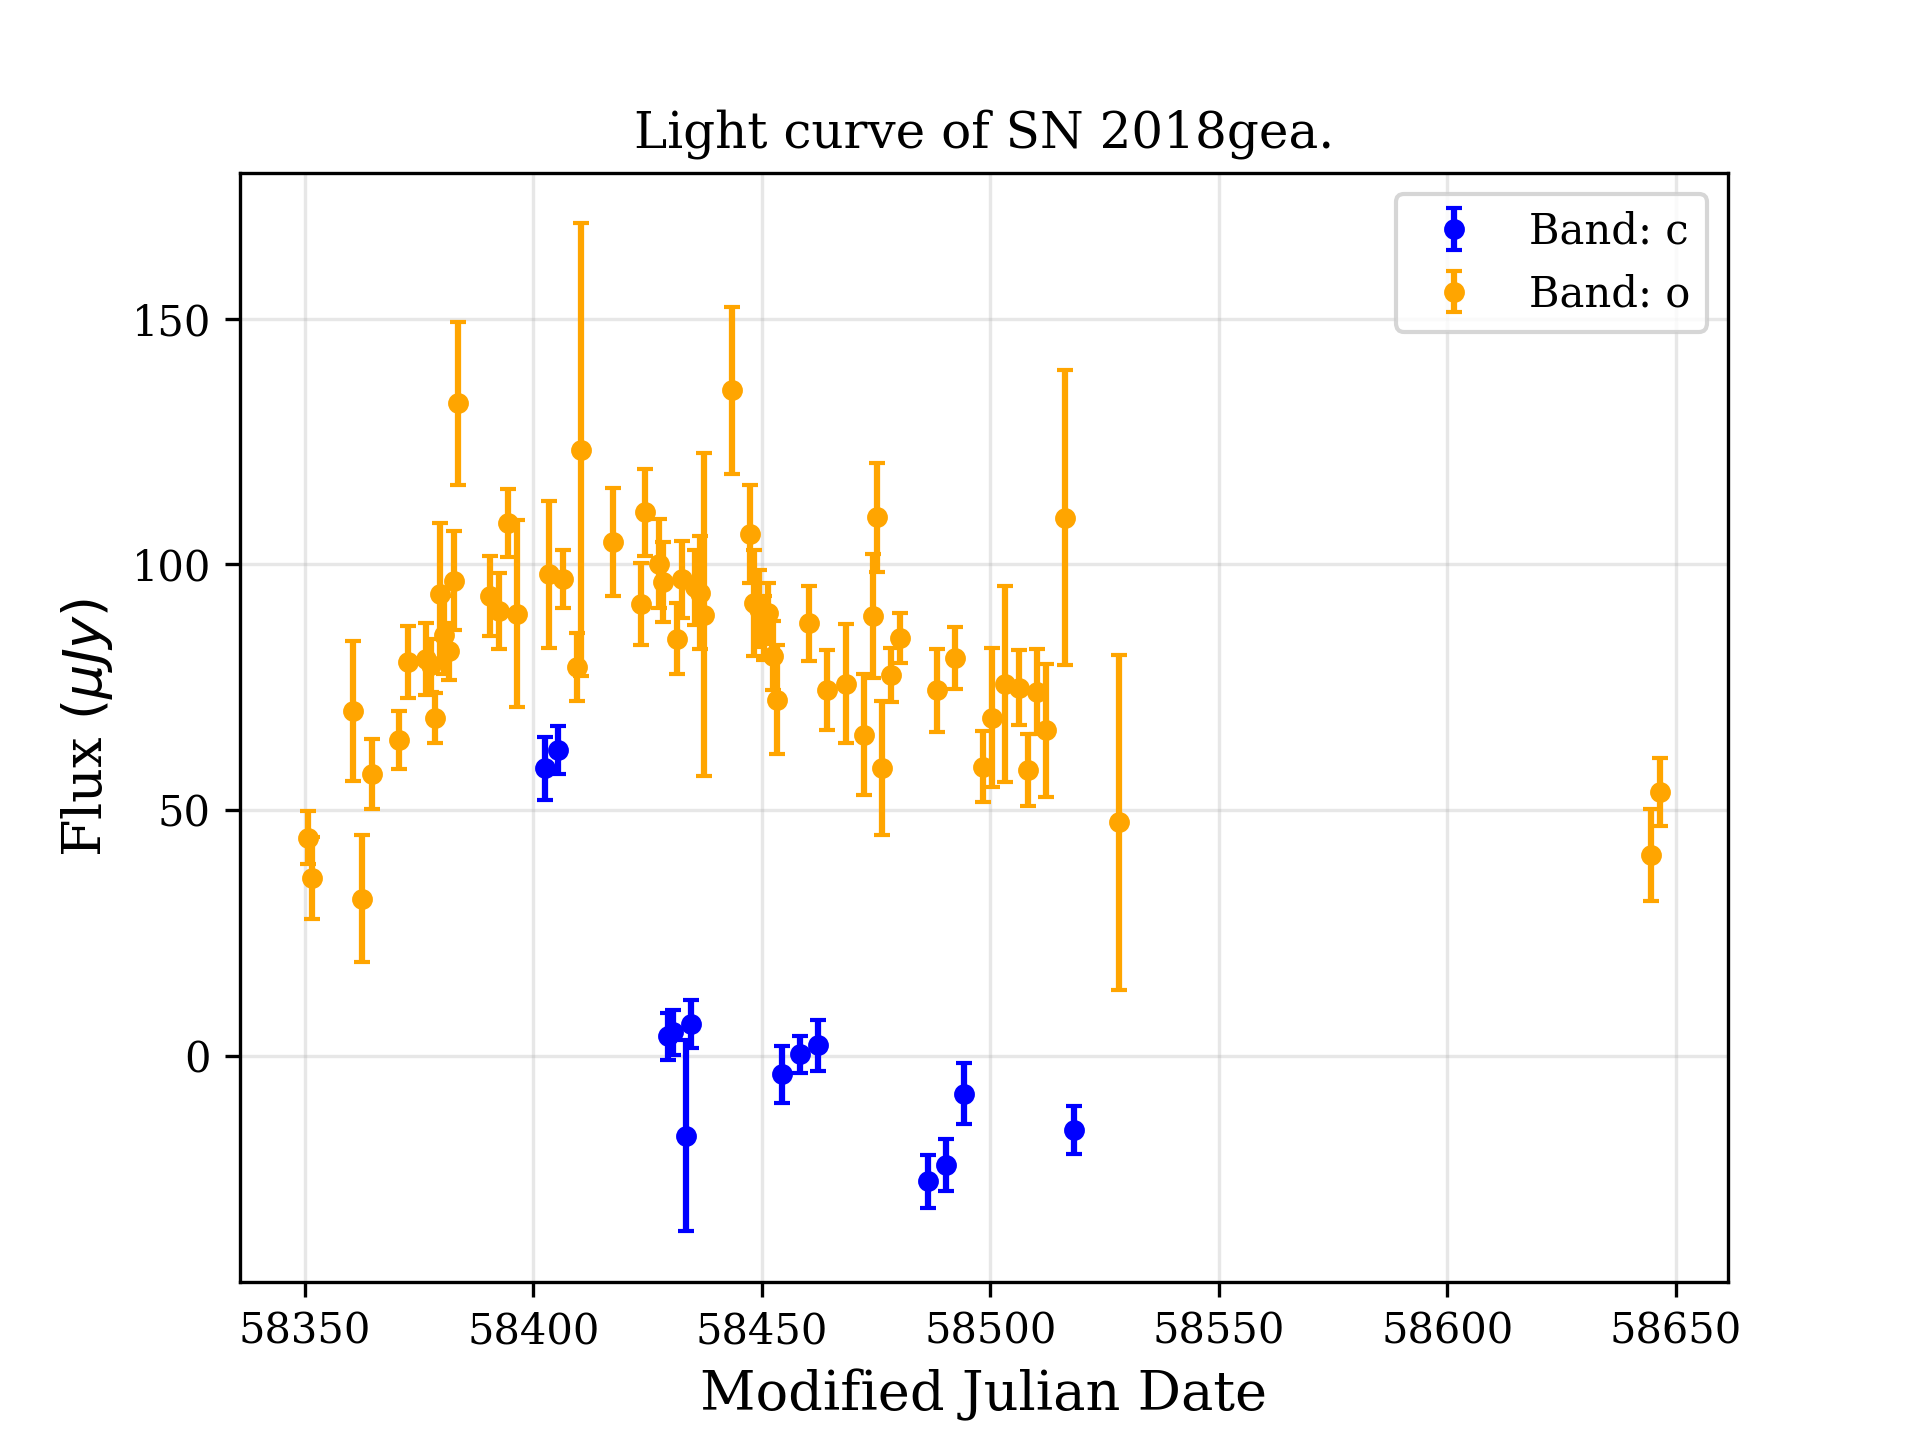 Light curve of SN 2018gea.
Band: c
Band: o
150
100
50
0
Flux (μJy)
58350 58400 58450 58500 58550 58600 58650
Modified Julian Date